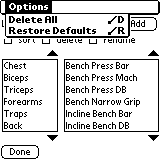 Options
Delete All /D
Restore Defaults /R
Add
sort delete rename
Chest
Biceps
Triceps
Forearms
Traps
Back
Bench Press Bar
Bench Press Mach
Bench Press DB
Bench Narrow Grip
Incline Bench Bar
Incline Bench DB
Done